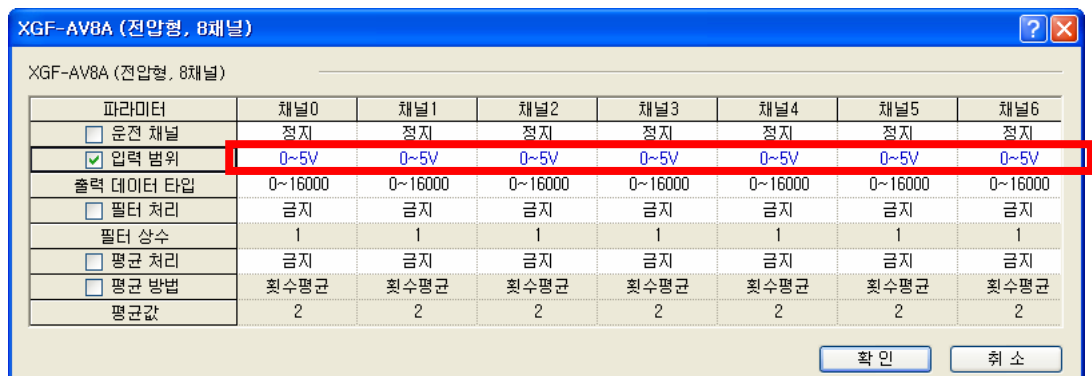 XGF-AV8A (전압형, 8채널)
XGF-AV8A (전압형, 8채널)
파라미터 채널0 채널1 채널2 채널3 채널4 채널5 채널6
운전 채널 정지 정지 정지 정지 정지 정지 정지
입력 범위 0~5V 0~5V 0~5V 0~5V 0~5V 0~5V 0~5V
출력 데이터 타입 0~16000 0~16000 0~16000 0~16000 0~16000 0~16000 0~16000
필터 처리 금지 금지 금지 금지 금지 금지 금지
필터 상수 1 1 1 1 1 1 1
평균 처리 금지 금지 금지 금지 금지 금지 금지
평균 방법 횟수평균 횟수평균 횟수평균 횟수평균 횟수평균 횟수평균 횟수평균
평균값 2 2 2 2 2 2 2
확인 취소